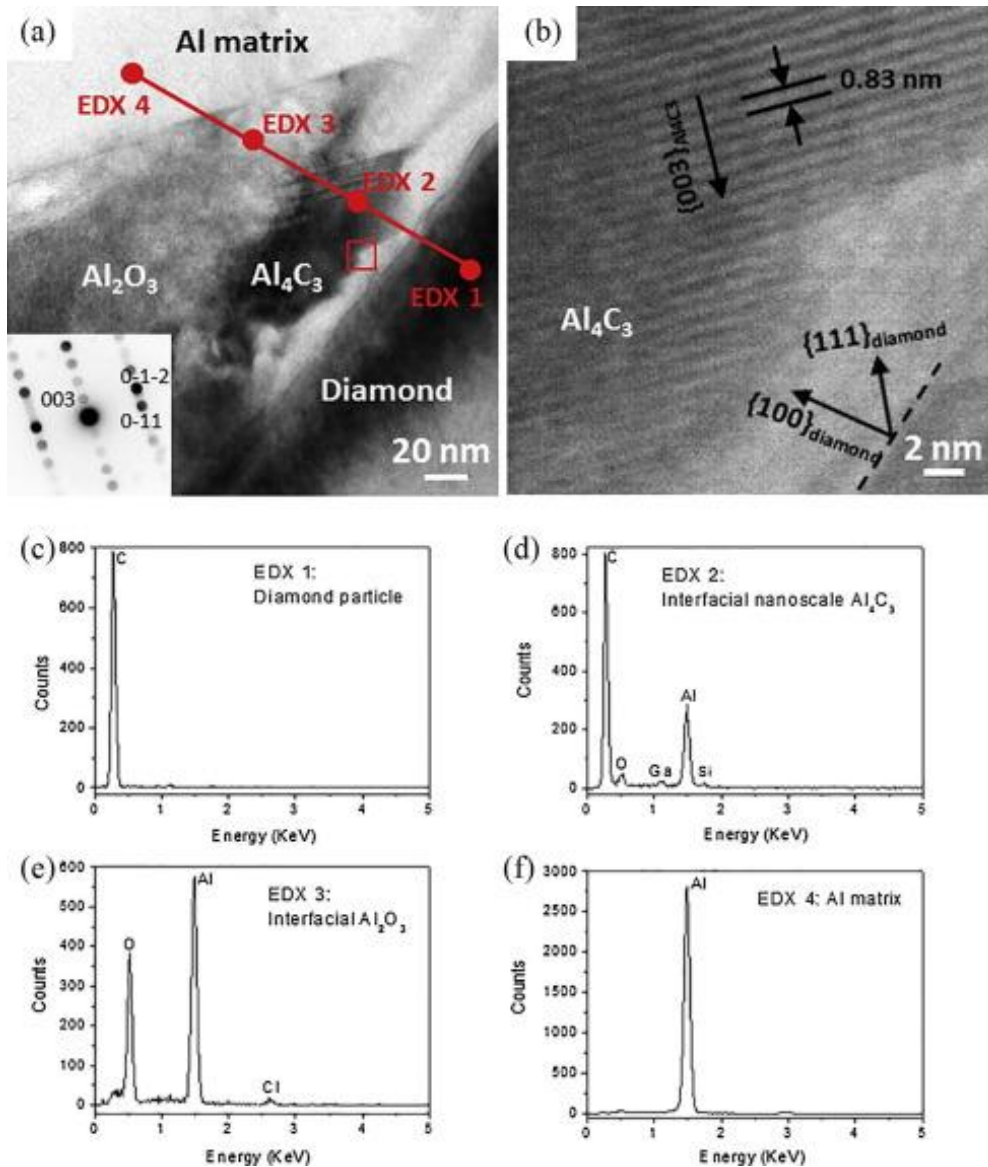 (a)
Al matrix
EDX 4
EDX 3
EDX 2
EDX 1
Al₂O₃
Al₄C₃
Diamond
003
0-1-2
0-11
20 nm
(b)
0.83 nm
{003}Al4C3
Al₄C₃
{111}diamond
{100}diamond
2 nm
(c)
800
600
400
200
0
Counts
C
EDX 1:
Diamond particle
0 1 2 3 4 5
Energy (KeV)
(d)
800
600
400
200
0
Counts
C
O
Ga
Al
Si
EDX 2:
Interfacial nanoscale Al₄C₃
0 1 2 3 4 5
Energy (KeV)
(e)
600
500
400
300
200
100
0
Counts
O
Al
Cl
EDX 3:
Interfacial Al₂O₃
0 1 2 3 4 5
Energy (KeV)
(f)
3000
2500
2000
1500
1000
500
0
Counts
Al
EDX 4: Al matrix
0 1 2 3 4 5
Energy (KeV)